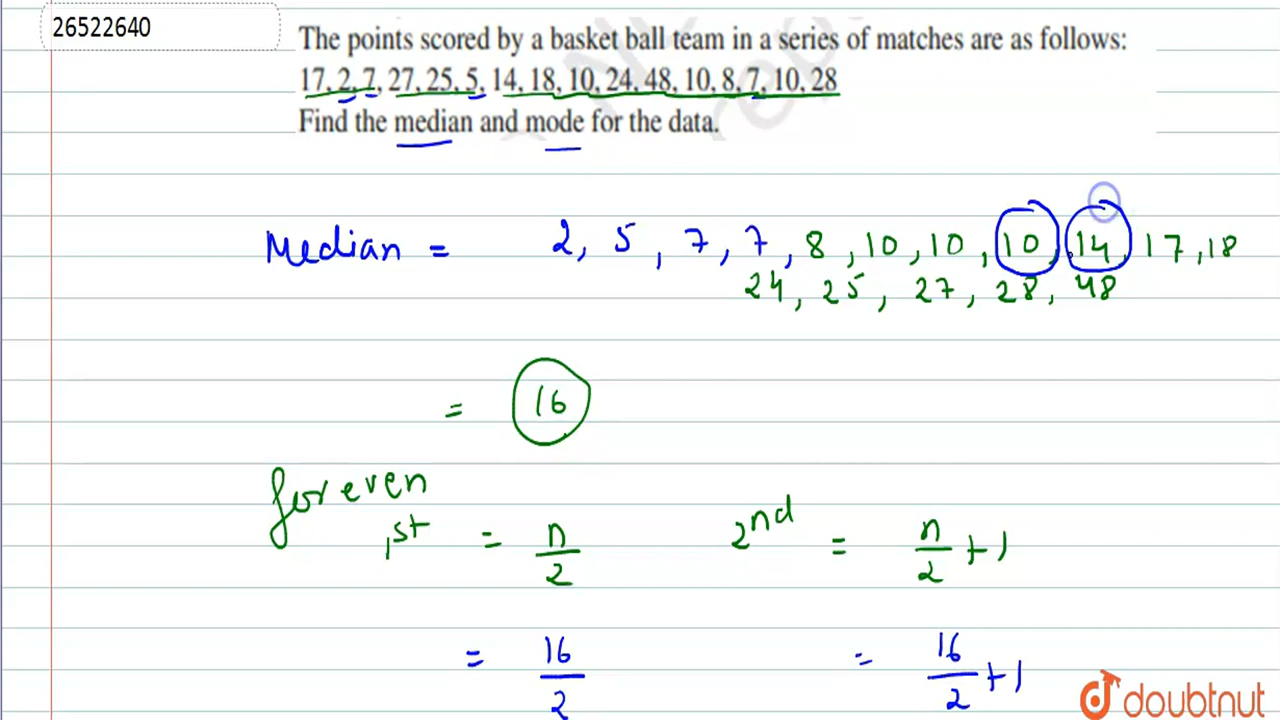 26522640
The points scored by a basket ball team in a series of matches are as follows:
17, 2, 7, 27, 25, 5, 14, 18, 10, 24, 48, 10, 8, 7, 10, 28
Find the median and mode for the data.
Median = 2, 5, 7, 7, 8, 10, 10, 10, 14, 17, 18
24, 25, 27, 28, 48
= 16
for even
1st = n/2 2nd = n/2 + 1
= 16/2 = 16/2 + 1
doubtnut